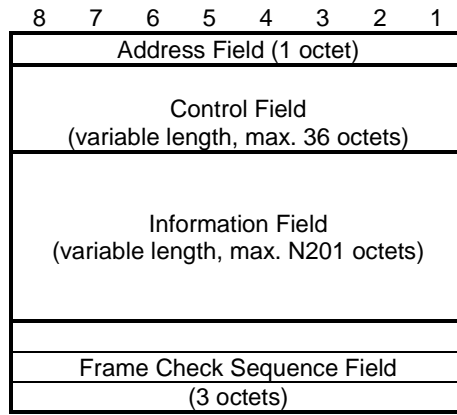 8 7 6 5 4 3 2 1
Address Field (1 octet)
Control Field
(variable length, max. 36 octets)
Information Field
(variable length, max. N201 octets)
Frame Check Sequence Field
(3 octets)